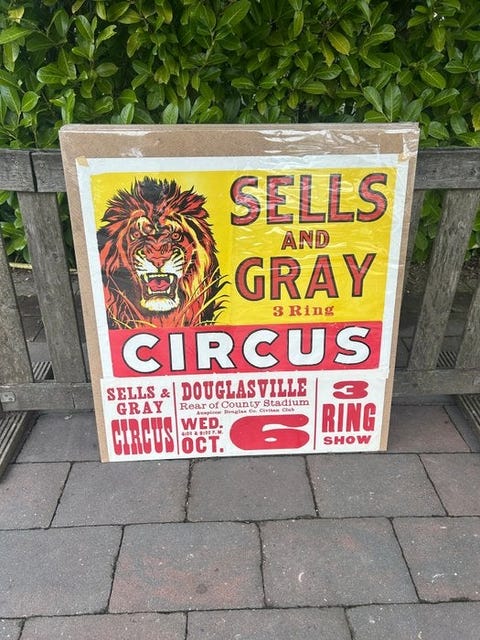 SELLS
AND
GRAY
3 Ring
CIRCUS
SELLS &
GRAY
CIRCUS
DOUGLASVILLE
Rear of County Stadium
Auspices Douglas Co. Civitan Club
WED.
OCT.
6
3
RING
SHOW